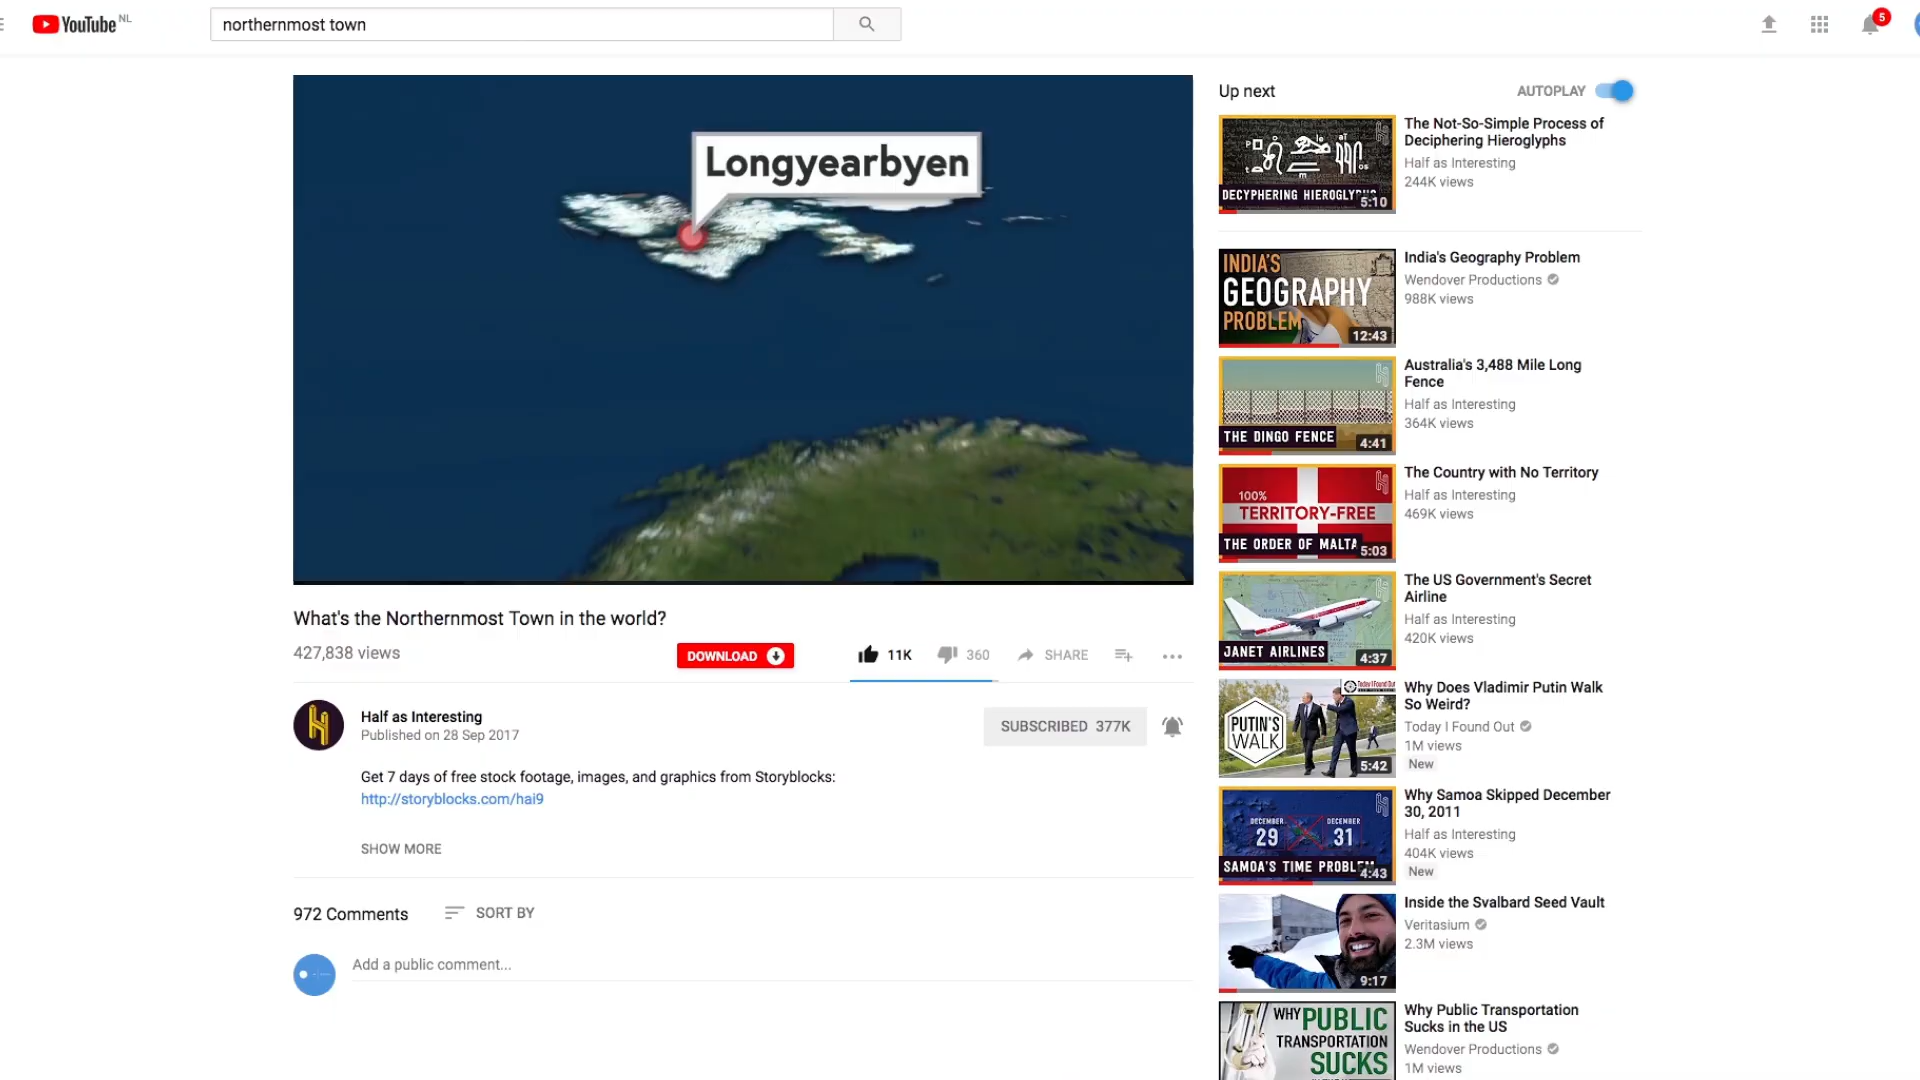 YouTube NL
northernmost town
5
Longyearbyen
What's the Northernmost Town in the world?
427,838 views
DOWNLOAD
11K
360
SHARE
Half as Interesting
Published on 28 Sep 2017
SUBSCRIBED 377K
Get 7 days of free stock footage, images, and graphics from Storyblocks:
http://storyblocks.com/hai9
SHOW MORE
972 Comments
SORT BY
Add a public comment...
Up next
AUTOPLAY
DECYPHERING HIEROGLYPHS
5:10
The Not-So-Simple Process of
Deciphering Hieroglyphs
Half as Interesting
244K views
INDIA'S
GEOGRAPHY
PROBLEM
12:43
India's Geography Problem
Wendover Productions
988K views
THE DINGO FENCE
4:41
Australia's 3,488 Mile Long
Fence
Half as Interesting
364K views
100%
TERRITORY-FREE
THE ORDER OF MALTA
5:03
The Country with No Territory
Half as Interesting
469K views
JANET AIRLINES
4:37
The US Government's Secret
Airline
Half as Interesting
420K views
Today I Found Out
PUTIN'S
WALK
5:42
Why Does Vladimir Putin Walk
So Weird?
Today I Found Out
1M views
New
DECEMBER
29
DECEMBER
31
SAMOA'S TIME PROBLEM
4:43
Why Samoa Skipped December
30, 2011
Half as Interesting
404K views
New
9:17
Inside the Svalbard Seed Vault
Veritasium
2.3M views
WHY PUBLIC
TRANSPORTATION
SUCKS
Why Public Transportation
Sucks in the US
Wendover Productions
1M views